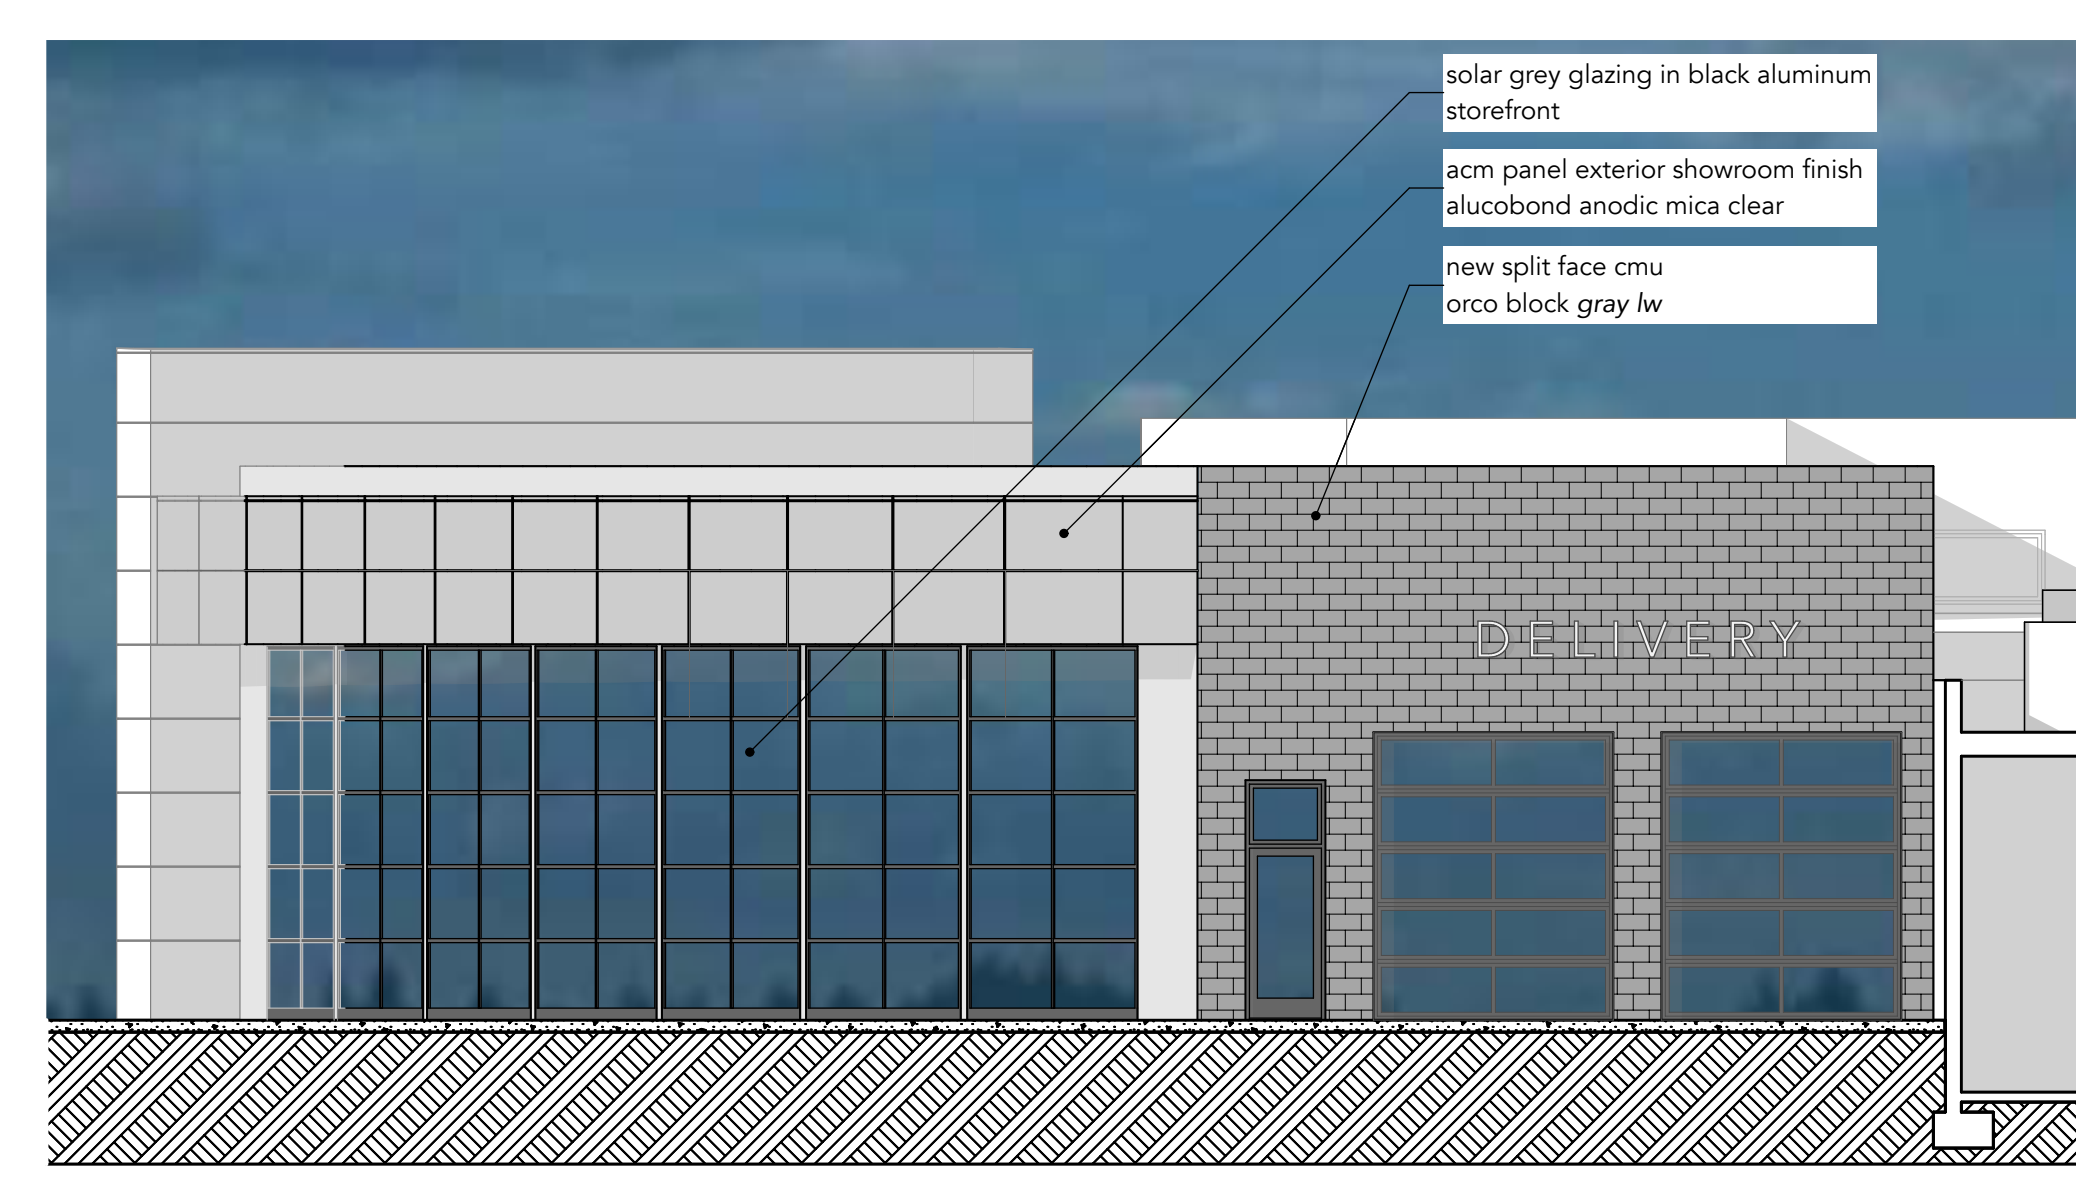 solar grey glazing in black aluminum
storefront
acm panel exterior showroom finish
alucobond anodic mica clear
new split face cmu
orco block gray lw
DELIVERY